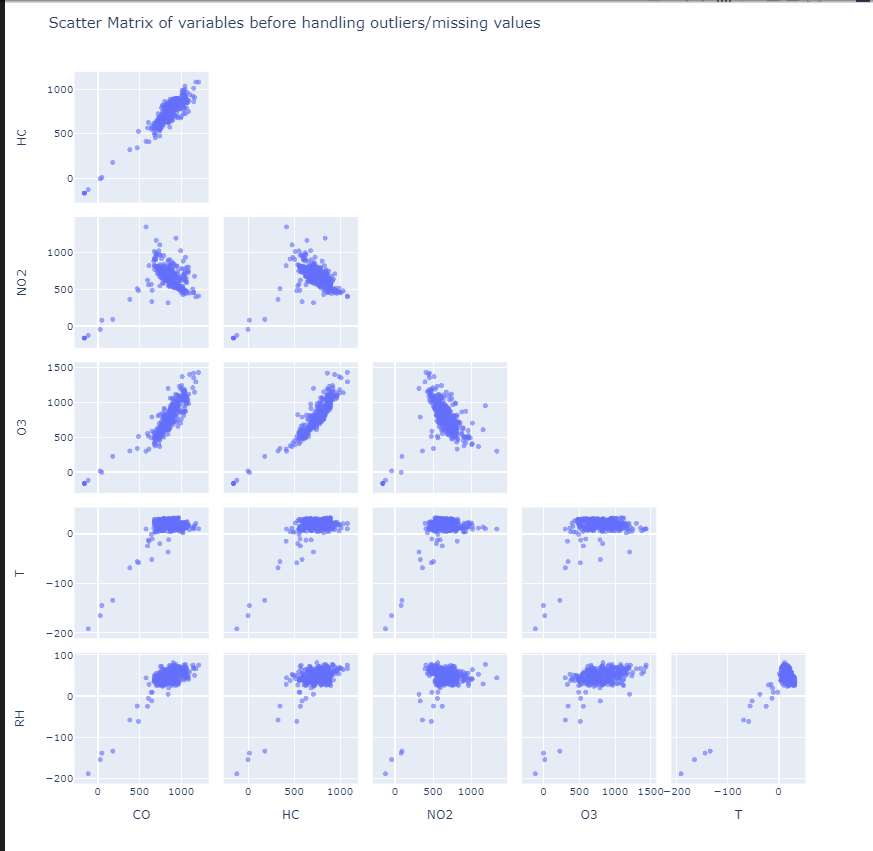 Scatter Matrix of variables before handling outliers/missing values
1000
500
0
HC
1000
500
0
NO2
1500
1000
500
0
O3
0
−100
−200
T
100
0
−100
−200
RH
0 500 1000 0 500 1000 0 500 1000 0 500 1000 1500 −200 −100 0
CO HC NO2 O3 T